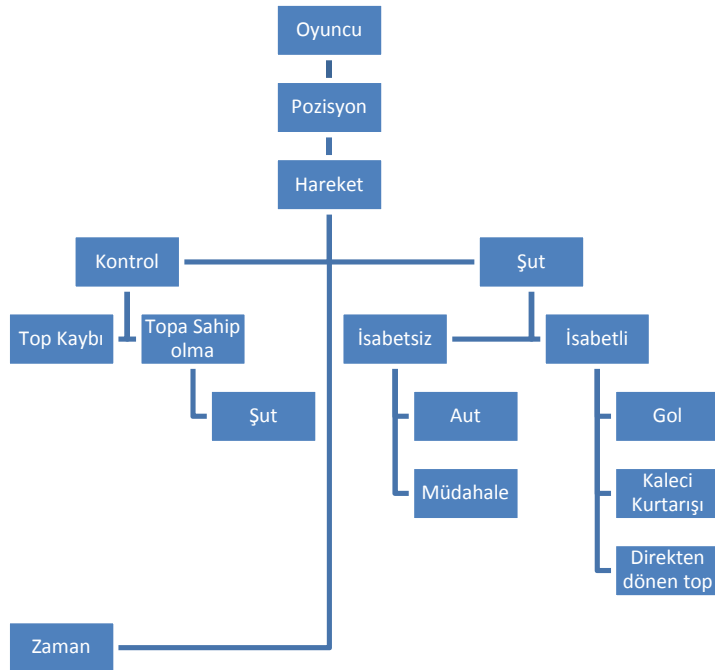 Oyuncu
Pozisyon
Hareket
Kontrol
Şut
Top Kaybı
Topa Sahip
olma
İsabetsiz
İsabetli
Şut
Aut
Gol
Müdahale
Kaleci
Kurtarışı
Direkten
dönen top
Zaman